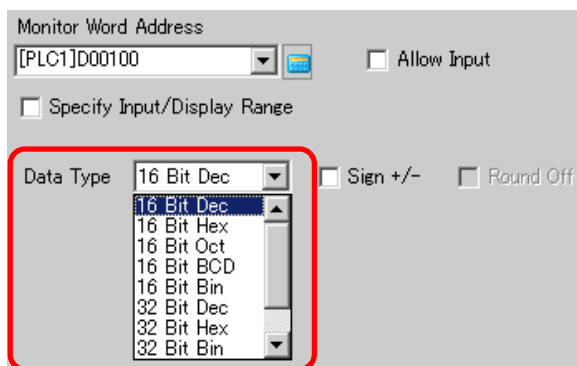 Monitor Word Address
[PLC1]D00100
Allow Input
Specify Input/Display Range
Data Type 16 Bit Dec Sign +/- Round Off
16 Bit Dec
16 Bit Hex
16 Bit Oct
16 Bit BCD
16 Bit Bin
32 Bit Dec
32 Bit Hex
32 Bit Bin